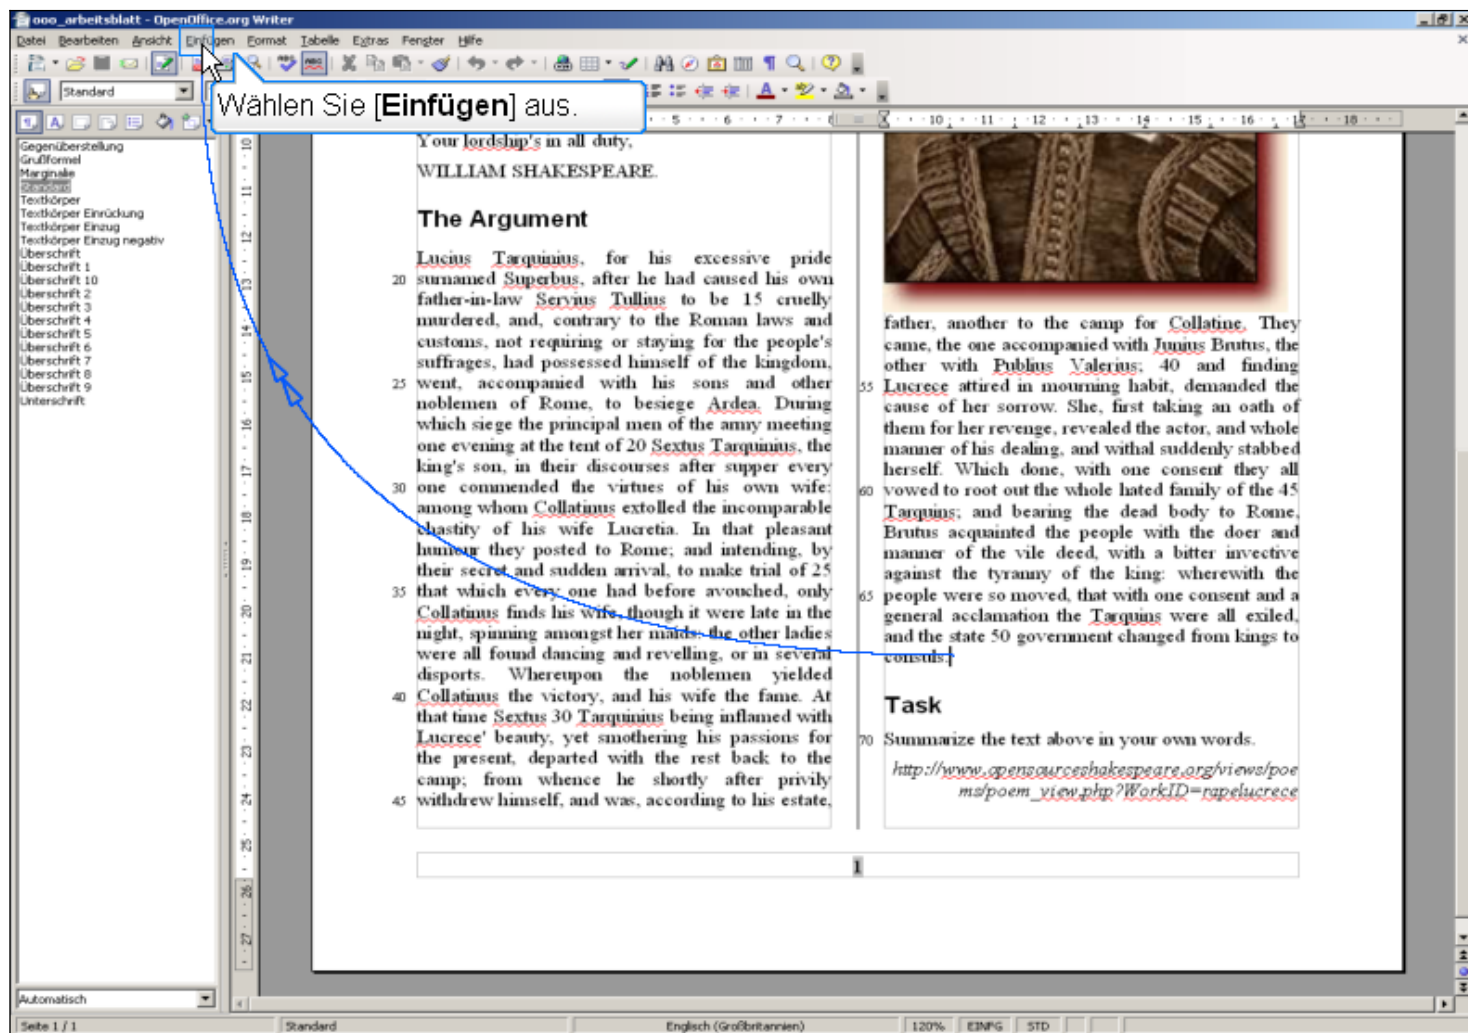 ooo_arbeitsblatt - OpenOffice.org Writer
Datei Bearbeiten Ansicht Einfügen Format Tabelle Extras Fenster Hilfe
Standard
Wählen Sie [Einfügen] aus.
Gegenüberstellung
Grußformel
Marginalie
Standard
Textkörper
Textkörper Einrückung
Textkörper Einzug
Textkörper Einzug negativ
Überschrift
Überschrift 1
Überschrift 10
Überschrift 2
Überschrift 3
Überschrift 4
Überschrift 5
Überschrift 6
Überschrift 7
Überschrift 8
Überschrift 9
Unterschrift
Automatisch
Your lordship's in all duty,
WILLIAM SHAKESPEARE.
The Argument
Lucius Tarquinius, for his excessive pride
20 surnamed Superbus, after he had caused his own
father-in-law Servius Tullius to be 15 cruelly
murdered, and, contrary to the Roman laws and
customs, not requiring or staying for the people's
suffrages, had possessed himself of the kingdom,
25 went, accompanied with his sons and other
noblemen of Rome, to besiege Ardea. During
which siege the principal men of the army meeting
one evening at the tent of 20 Sextus Tarquinius, the
king's son, in their discourses after supper every
30 one commended the virtues of his own wife:
among whom Collatinus extolled the incomparable
chastity of his wife Lucretia. In that pleasant
humour they posted to Rome; and intending, by
their secret and sudden arrival, to make trial of 25
35 that which every one had before avouched, only
Collatinus finds his wife, though it were late in the
night, spinning amongst her maids: the other ladies
were all found dancing and revelling, or in several
disports. Whereupon the noblemen yielded
40 Collatinus the victory, and his wife the fame. At
that time Sextus 30 Tarquinius being inflamed with
Lucrece' beauty, yet smothering his passions for
the present, departed with the rest back to the
camp; from whence he shortly after privily
45 withdrew himself, and was, according to his estate,
father, another to the camp for Collatine. They
came, the one accompanied with Junius Brutus, the
other with Publius Valerius; 40 and finding
55 Lucrece attired in mourning habit, demanded the
cause of her sorrow. She, first taking an oath of
them for her revenge, revealed the actor, and whole
manner of his dealing, and withal suddenly stabbed
herself. Which done, with one consent they all
60 vowed to root out the whole hated family of the 45
Tarquins; and bearing the dead body to Rome,
Brutus acquainted the people with the doer and
manner of the vile deed, with a bitter invective
against the tyranny of the king: wherewith the
65 people were so moved, that with one consent and a
general acclamation the Tarquins were all exiled,
and the state 50 government changed from kings to
consuls.
Task
70 Summarize the text above in your own words.
http://www.opensourceshakespeare.org/views/poe
ms/poem_view.php?WorkID=rapelucrece
1
Seite 1 / 1 Standard Englisch (Großbritannien) 120% EINFG STD